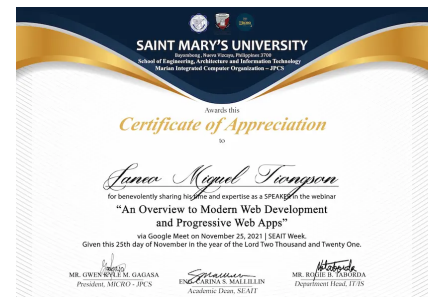 SAINT MARY'S UNIVERSITY
Bayombong, Nueva Vizcaya, Philippines 3700
School of Engineering, Architecture and Information Technology
Marian Integrated Computer Organization – JPCS
Awards this
Certificate of Appreciation
to
Miguel Tiongson
for benevolently sharing his time and expertise as a SPEAKER in the webinar
“An Overview to Modern Web Development
and Progressive Web Apps”
via Google Meet on November 25, 2021 | SEAIT Week.
Given this 25th day of November in the year of the Lord Two Thousand and Twenty One.
MR. GWEN KYLE M. GAGASA
President, MICRO - JPCS
ENG. CARINA S. MALLILLIN
Academic Dean, SEAIT
MR. ROGIE B. TABORDA
Department Head, IT/IS